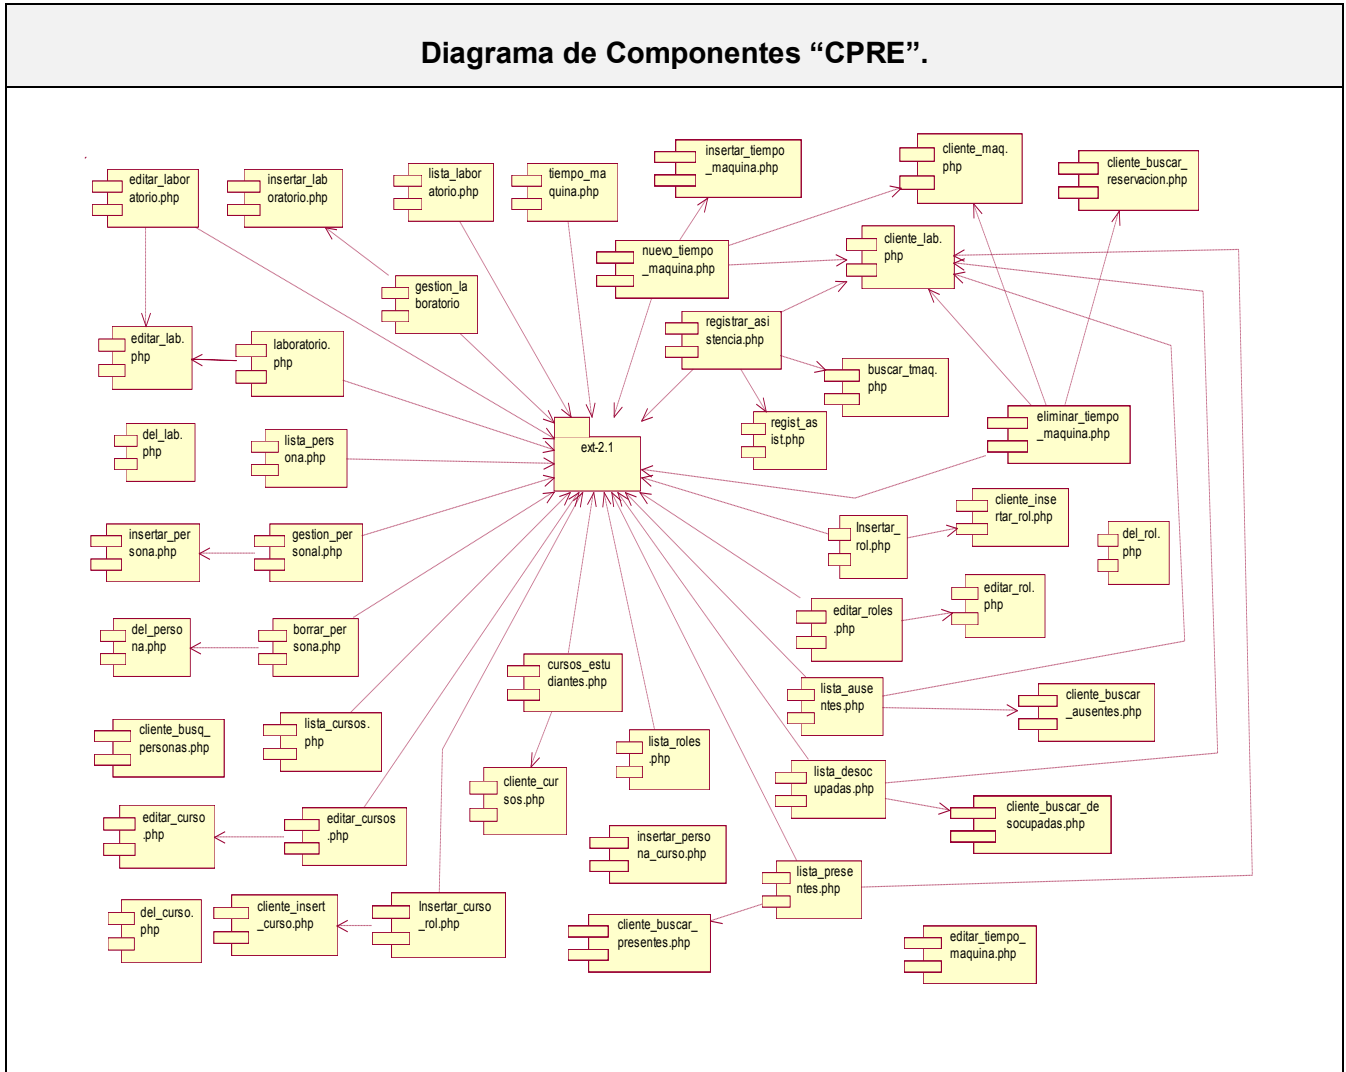 Diagrama de Componentes “CPRE”.
editar_labor
atorio.php
insertar_lab
oratorio.php
lista_labor
atorio.php
tiempo_ma
quina.php
insertar_tiempo
_maquina.php
cliente_maq.
php
cliente_buscar_
reservacion.php
nuevo_tiempo
_maquina.php
cliente_lab.
php
gestion_la
boratorio
editar_lab.
php
laboratorio.
php
registrar_asi
stencia.php
buscar_tmaq.
php
del_lab.
php
lista_pers
ona.php
ext-2.1
regist_as
ist.php
eliminar_tiempo
_maquina.php
insertar_per
sona.php
gestion_per
sonal.php
Insertar_
rol.php
cliente_inse
rtar_rol.php
del_rol.
php
del_perso
na.php
borrar_per
sona.php
cursos_estu
diantes.php
editar_roles
.php
editar_rol.
php
cliente_busq_
personas.php
lista_cursos.
php
lista_roles
.php
lista_ause
ntes.php
cliente_buscar
_ausentes.php
cliente_cur
sos.php
lista_desoc
upadas.php
cliente_buscar_de
socupadas.php
editar_curso
.php
editar_cursos
.php
insertar_perso
na_curso.php
lista_prese
ntes.php
del_curso.
php
cliente_insert
_curso.php
Insertar_curso
_rol.php
cliente_buscar_
presentes.php
editar_tiempo_
maquina.php